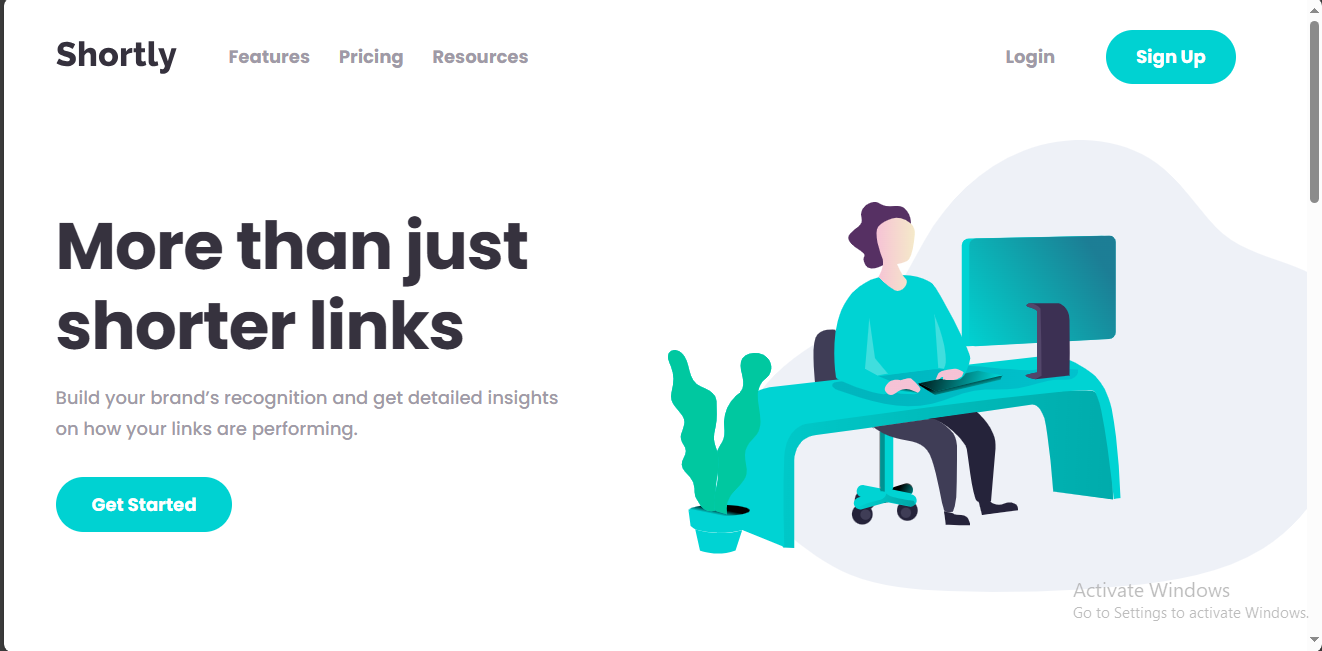 Shortly Features Pricing Resources Login Sign Up
More than just
shorter links
Build your brand’s recognition and get detailed insights
on how your links are performing.
Get Started
Activate Windows
Go to Settings to activate Windows.